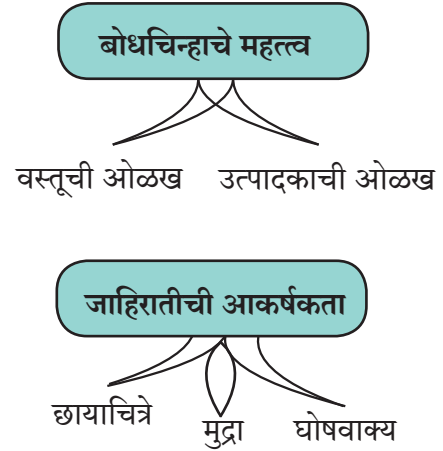 बोधचिन्हाचे महत्त्व
वस्तूची ओळख उत्पादकाची ओळख
जाहिरातीची आकर्षकता
छायाचित्रे मुद्रा घोषवाक्य